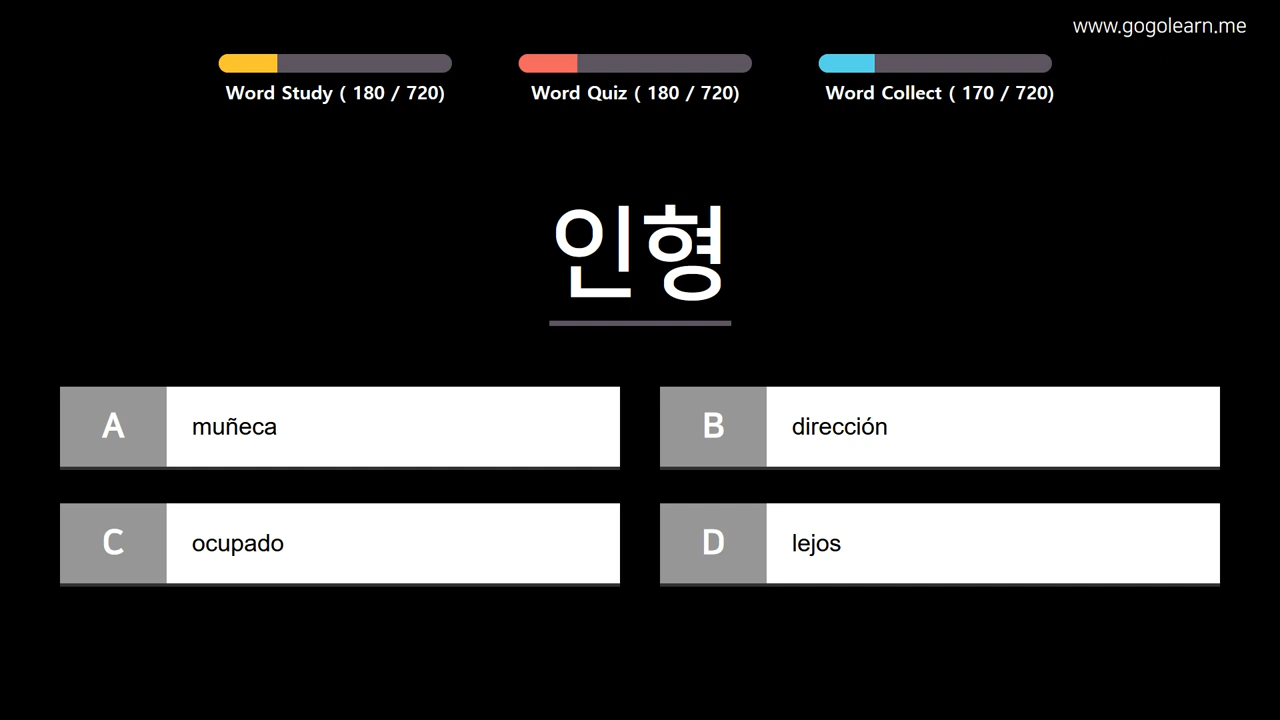 www.gogolearn.me
Word Study ( 180 / 720)
Word Quiz ( 180 / 720)
Word Collect ( 170 / 720)
인형
A muñeca
B dirección
C ocupado
D lejos